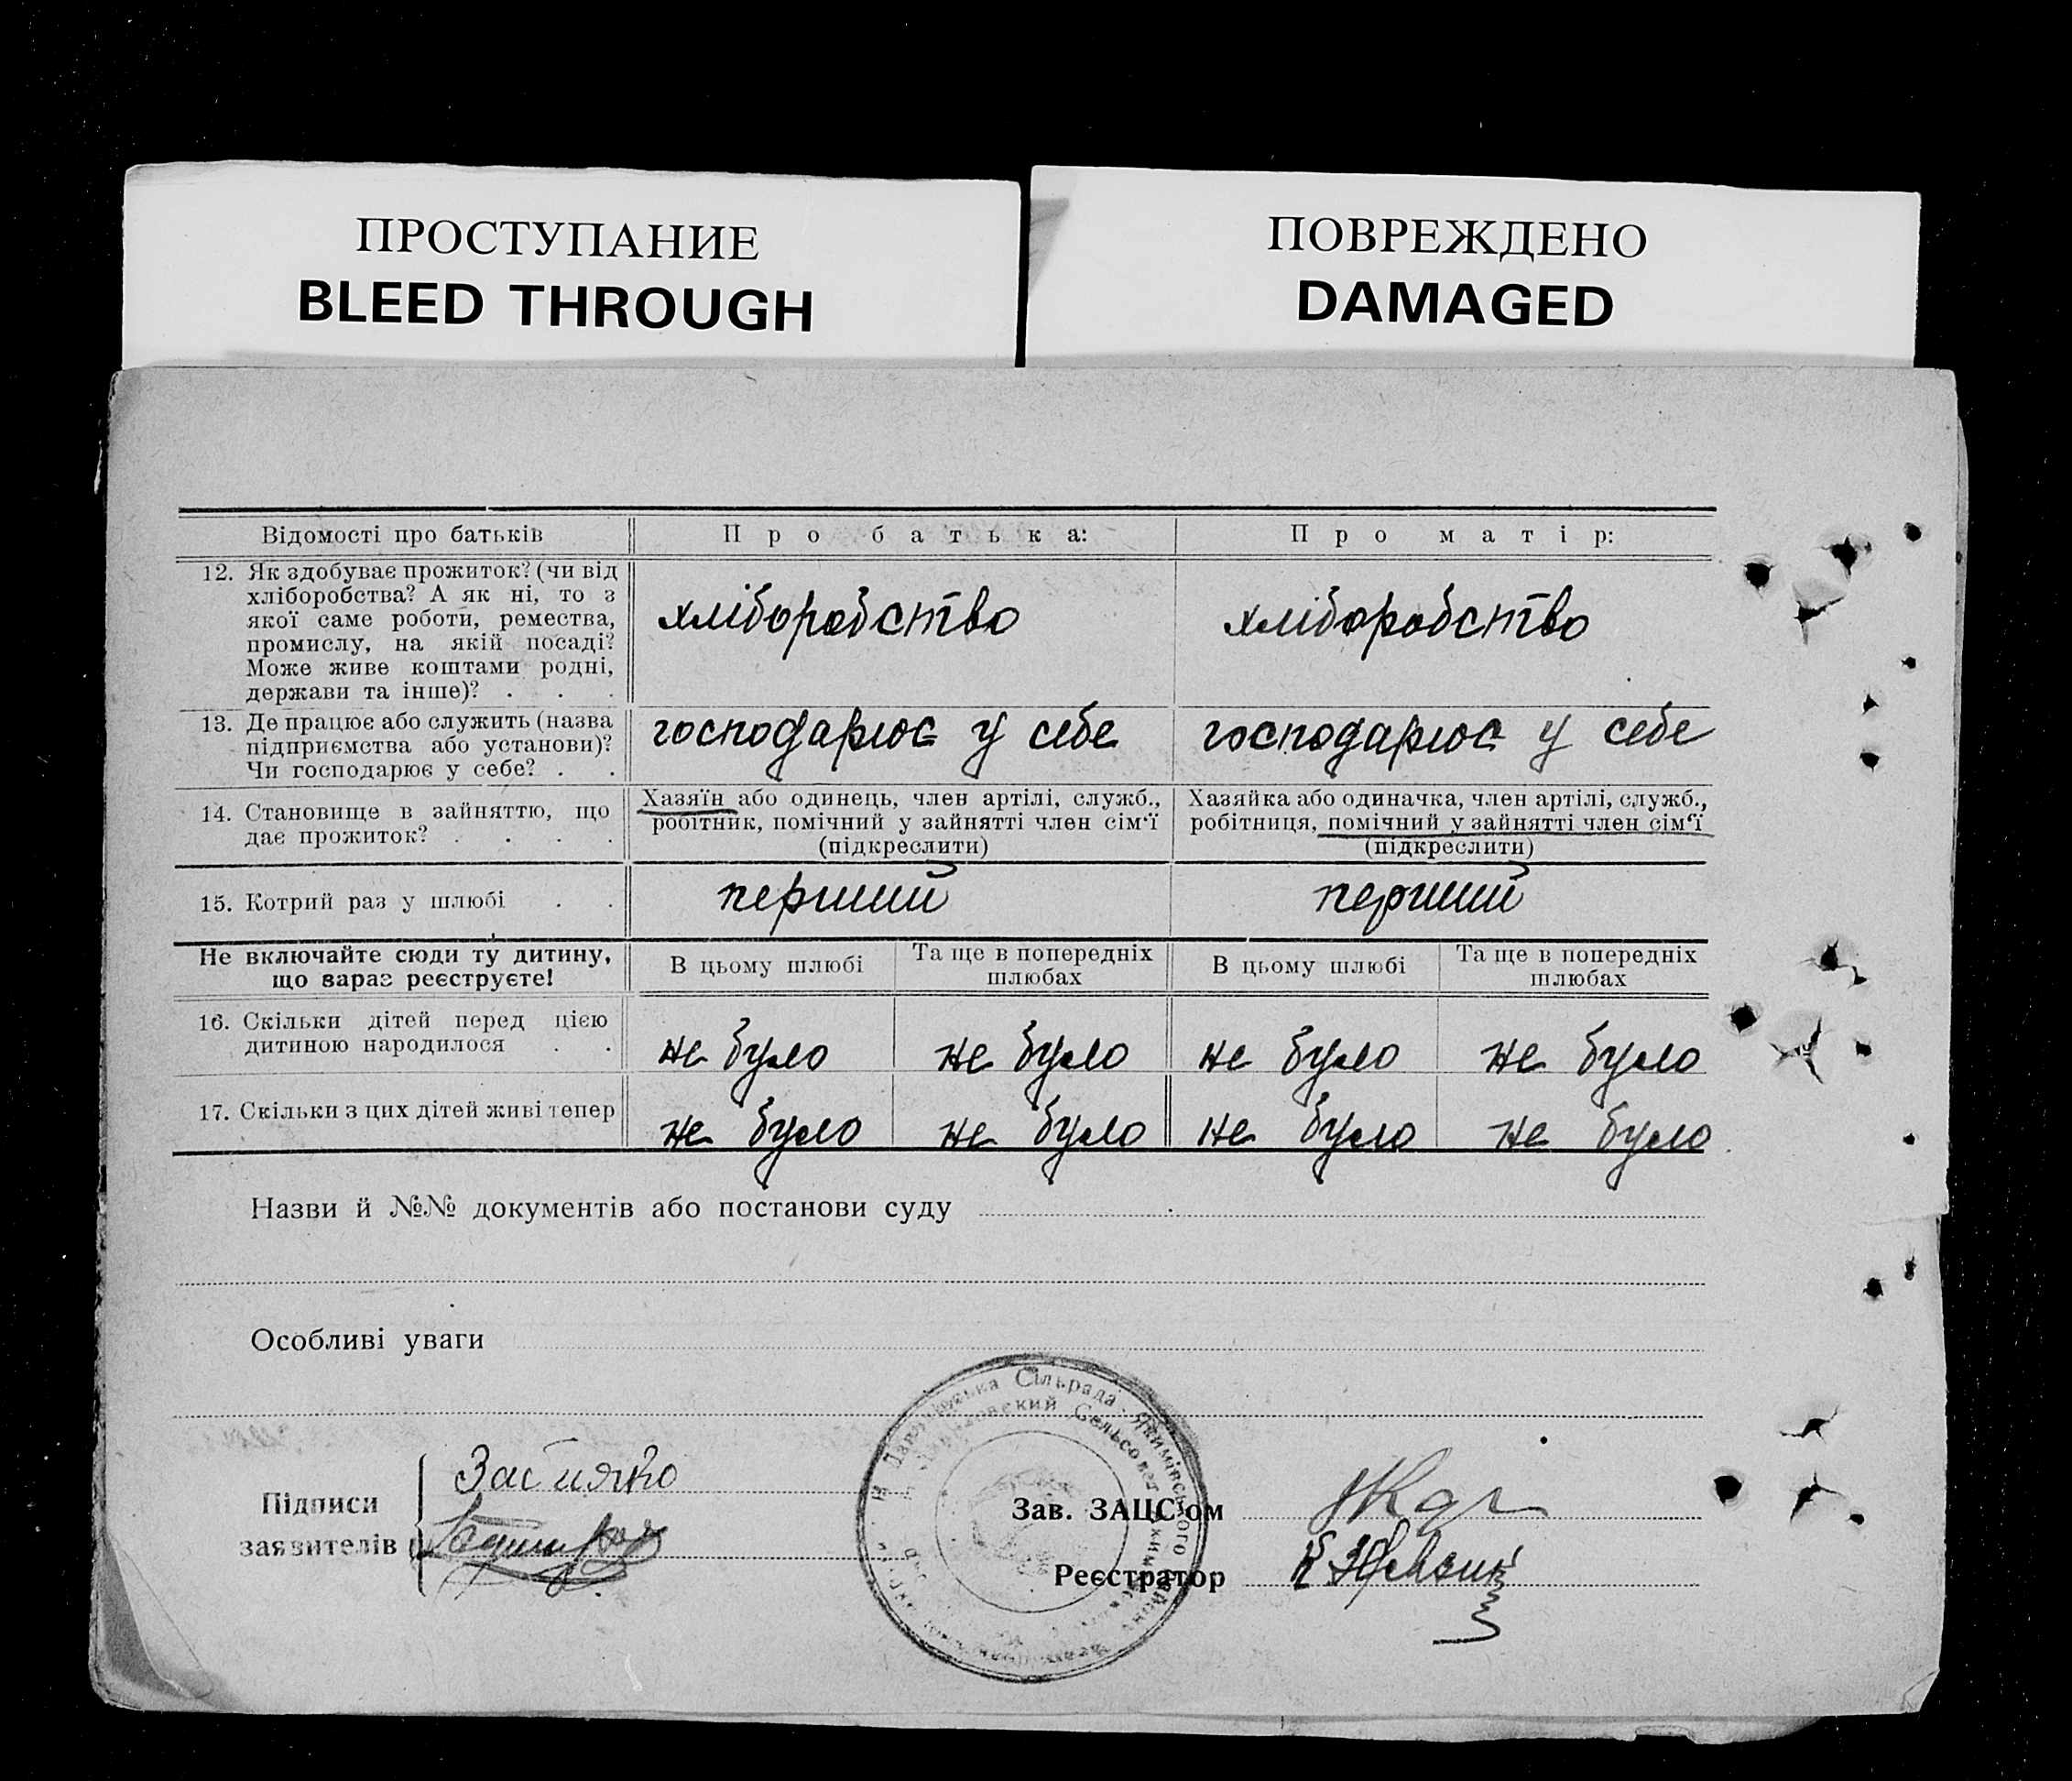 ПРОСТУПАНИЕ
BLEED THROUGH
ПОВРЕЖДЕНО
DAMAGED
Відомості про батьків
Про батька:
Про матір:
12. Як здобуває прожиток? (чи від
хліборобства? А як ні, то з
якої саме роботи, ремества,
промислу, на якій посаді?
Може живе коштами родні,
держави та інше)? . . .
хліборобство
хліборобство
13. Де працює або служить (назва
підприємства або установи)?
Чи господарює у себе? . .
господарює у себе
господарює у себе
14. Становище в зайняттю, що
дає прожиток? . . . .
Хазяїн або одинець, член артілі, служб.,
робітник, помічний у зайнятті член сім‘ї
(підкреслити)
Хазяйка або одиначка, член артілі, служб.,
робітниця, помічний у зайнятті член сім‘ї
(підкреслити)
15. Котрий раз у шлюбі . .
перший
перший
Не включайте сюди ту дитину,
що зараз реєструєте!
В цьому шлюбі
Та ще в попередніх
шлюбах
В цьому шлюбі
Та ще в попередніх
шлюбах
16. Скільки дітей перед цією
дитиною народилося . .
не було
не було
не було
не було
17. Скільки з цих дітей живі тепер
не було
не було
не було
не було
Назви й №№ документів або постанови суду
Особливі уваги
Підписи
заявителів
Сільрада Якимівського
Сельсовет
Зав. ЗАЦС‘ом
Реєстратор